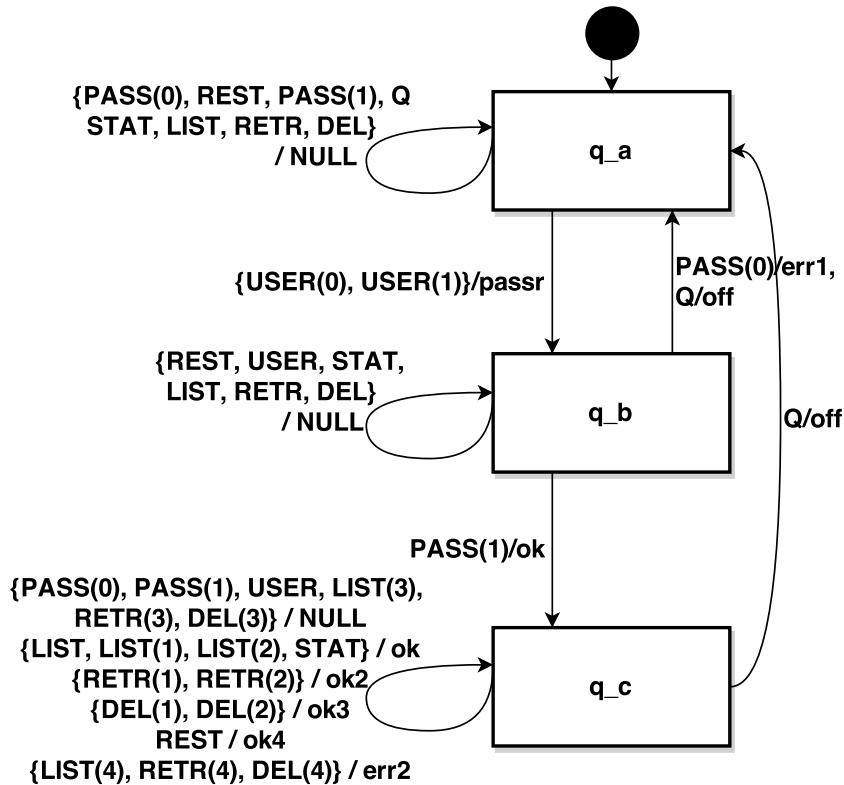 {PASS(0), REST, PASS(1), Q
STAT, LIST, RETR, DEL}
/ NULL
q_a
{USER(0), USER(1)}/passr
PASS(0)/err1,
Q/off
{REST, USER, STAT,
LIST, RETR, DEL}
/ NULL
q_b
Q/off
PASS(1)/ok
{PASS(0), PASS(1), USER, LIST(3),
RETR(3), DEL(3)} / NULL
{LIST, LIST(1), LIST(2), STAT} / ok
{RETR(1), RETR(2)} / ok2
{DEL(1), DEL(2)} / ok3
REST / ok4
{LIST(4), RETR(4), DEL(4)} / err2
q_c